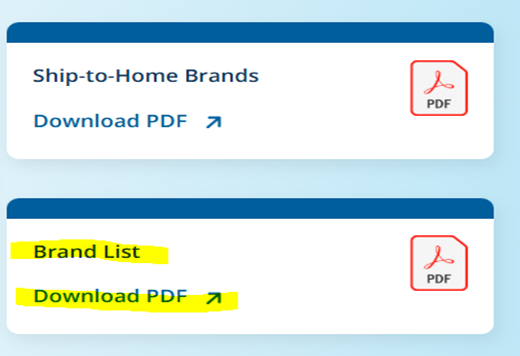 Ship-to-Home Brands
PDF
Download PDF
Brand List
PDF
Download PDF